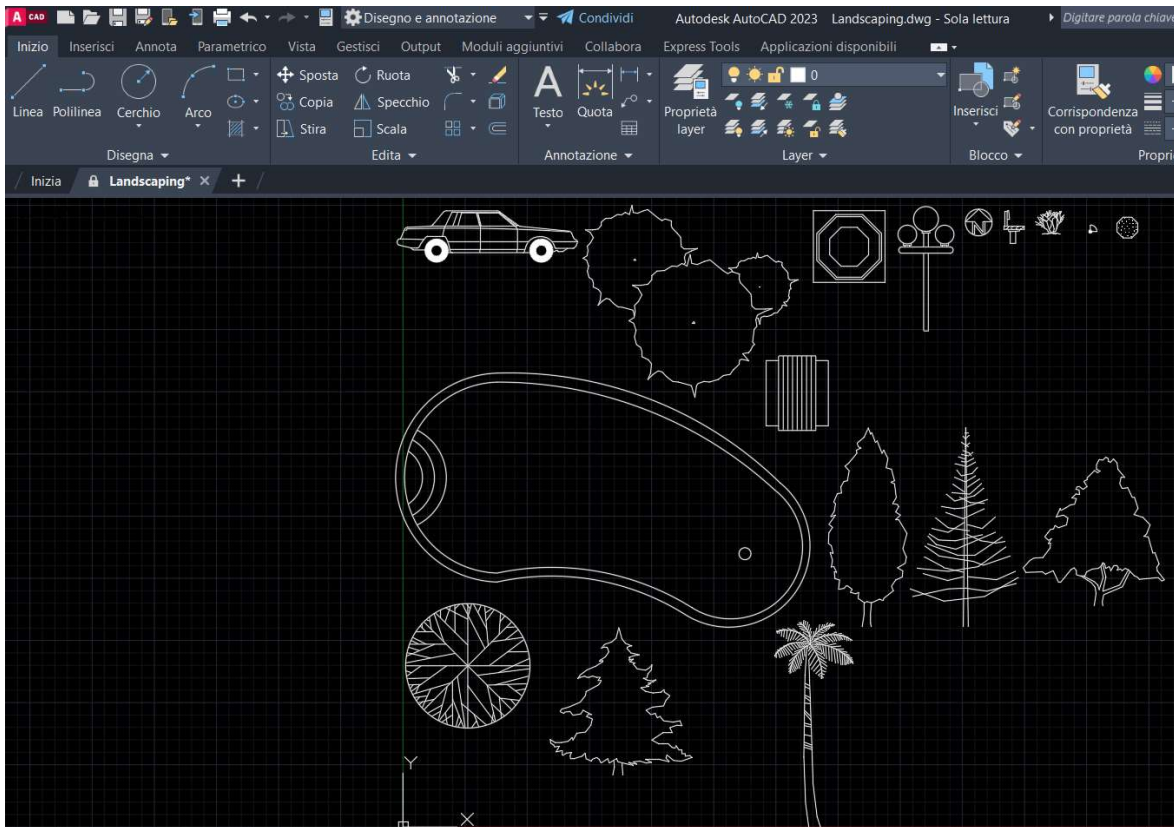 A CAD Disegno e annotazione Condividi Autodesk AutoCAD 2023 Landscaping.dwg - Sola lettura Digitare parola chiave
Inizio Inserisci Annota Parametrico Vista Gestisci Output Moduli aggiuntivi Collabora Express Tools Applicazioni disponibili
Linea Polilinea Cerchio Arco
Sposta Ruota
Copia Specchio
Stira Scala
Testo Quota
Proprietà
layer
0
Inserisci
Corrispondenza
con proprietà
Disegna Edita Annotazione Layer Blocco Proprie
Inizia Landscaping* +
N
Y
X